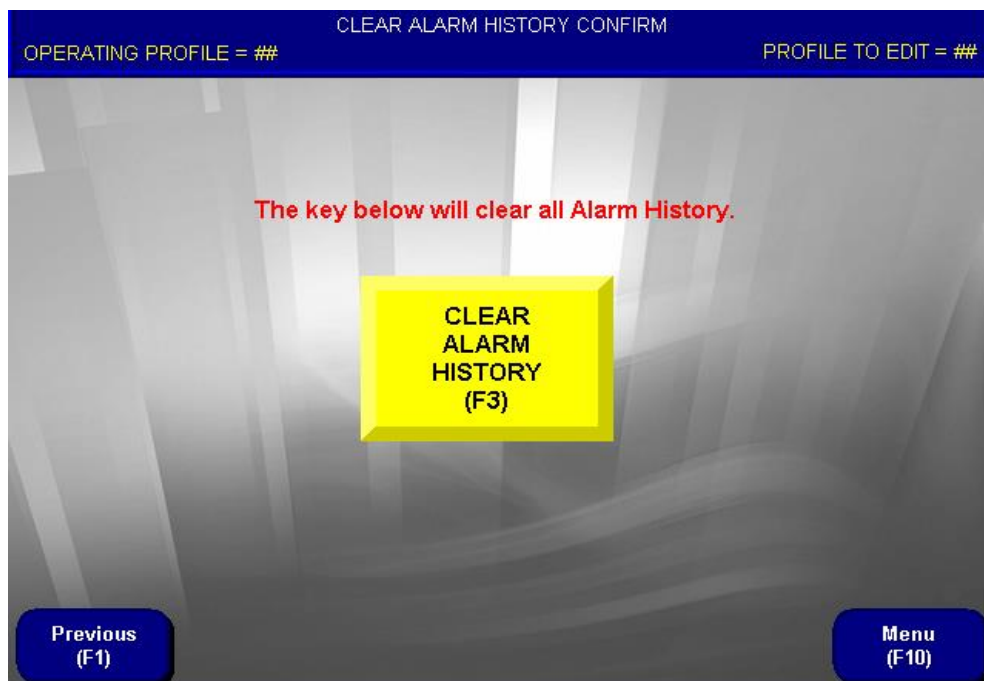 CLEAR ALARM HISTORY CONFIRM
OPERATING PROFILE = ##
PROFILE TO EDIT = ##
The key below will clear all Alarm History.
CLEAR
ALARM
HISTORY
(F3)
Previous
(F1)
Menu
(F10)